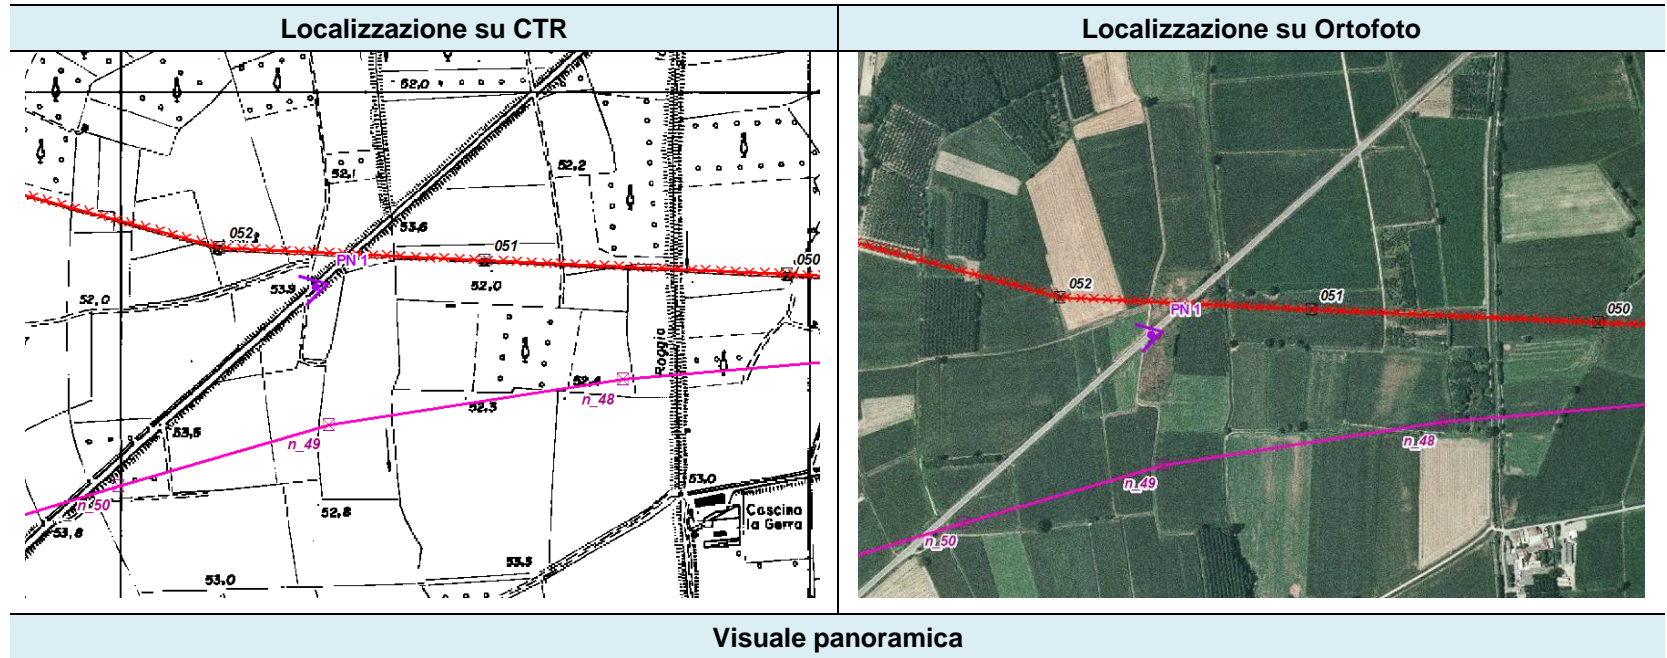 Localizzazione su CTR
Localizzazione su Ortofoto
52,0
52,1
52,2
53,6
052
051
050
PN 1
53,9
52,0
52,0
Roggia
52,4
n_48
52,3
n_49
53,6
n_50
53,0
52,8
Cascina
la Gerra
53,8
53,5
53,0
052
051
050
PN 1
n_48
n_49
n_50
Visuale panoramica